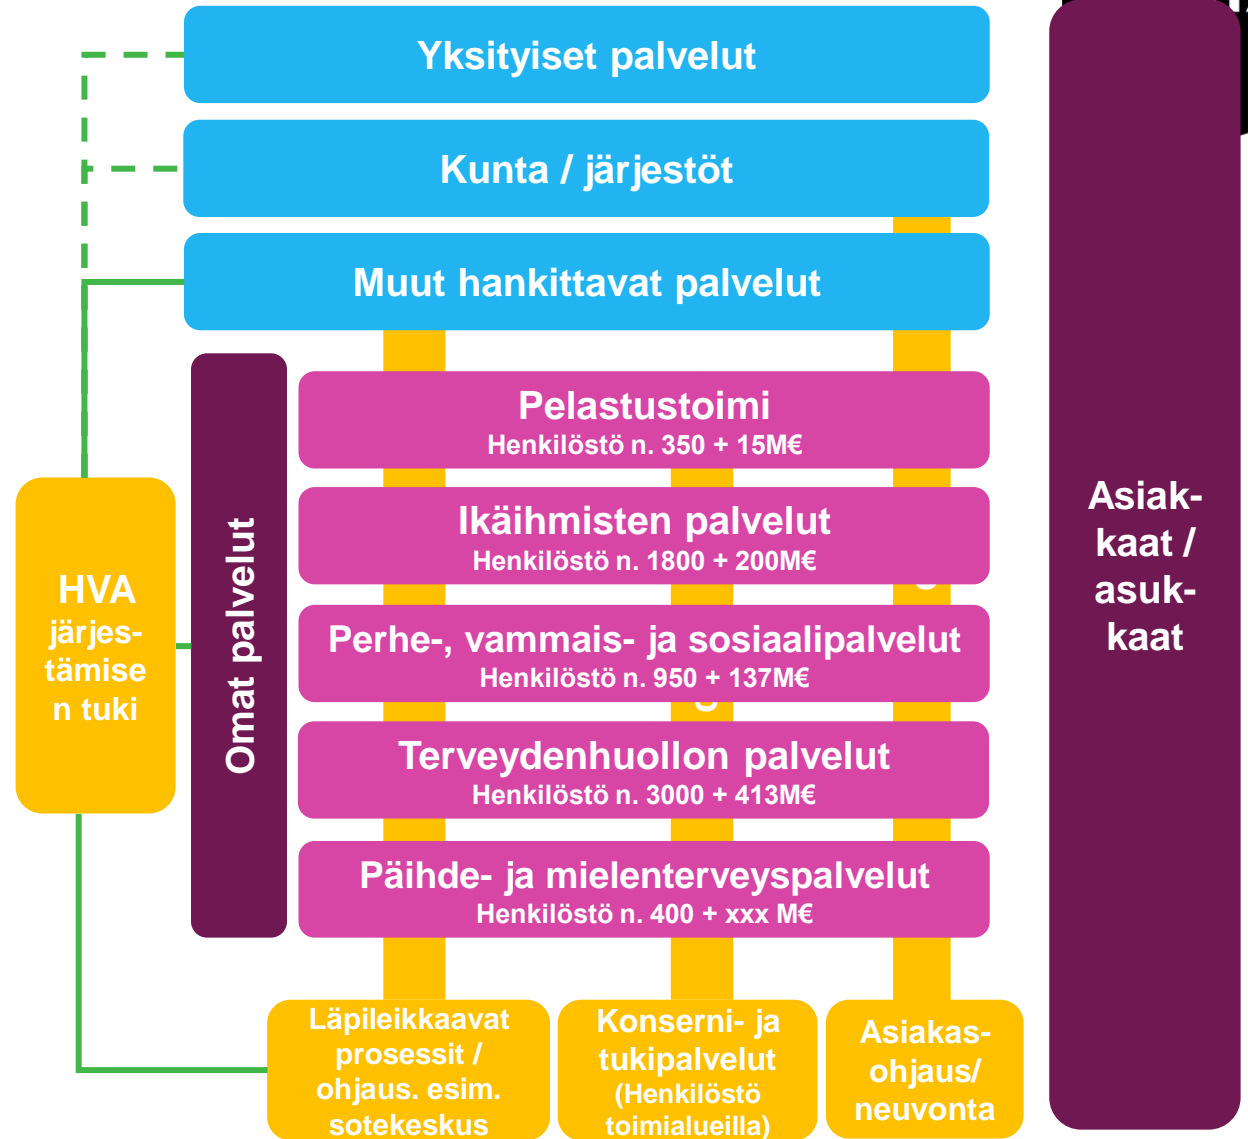 Yksityiset palvelut
Kunta / järjestöt
Muut hankittavat palvelut
Pelastustoimi
Henkilöstö n. 350 + 15M€
Ikäihmisten palvelut
Henkilöstö n. 1800 + 200M€
Perhe-, vammais- ja sosiaalipalvelut
Henkilöstö n. 950 + 137M€
Terveydenhuollon palvelut
Henkilöstö n. 3000 + 413M€
Päihde- ja mielenterveyspalvelut
Henkilöstö n. 400 + xxx M€
Omat palvelut
HVA
järjes-
tämise
n tuki
Läpileikkaavat
prosessit /
ohjaus. esim.
sotekeskus
Konserni- ja
tukipalvelut
(Henkilöstö
toimialueilla)
Asiakas-
ohjaus/
neuvonta
Asiak-
kaat /
asuk-
kaat